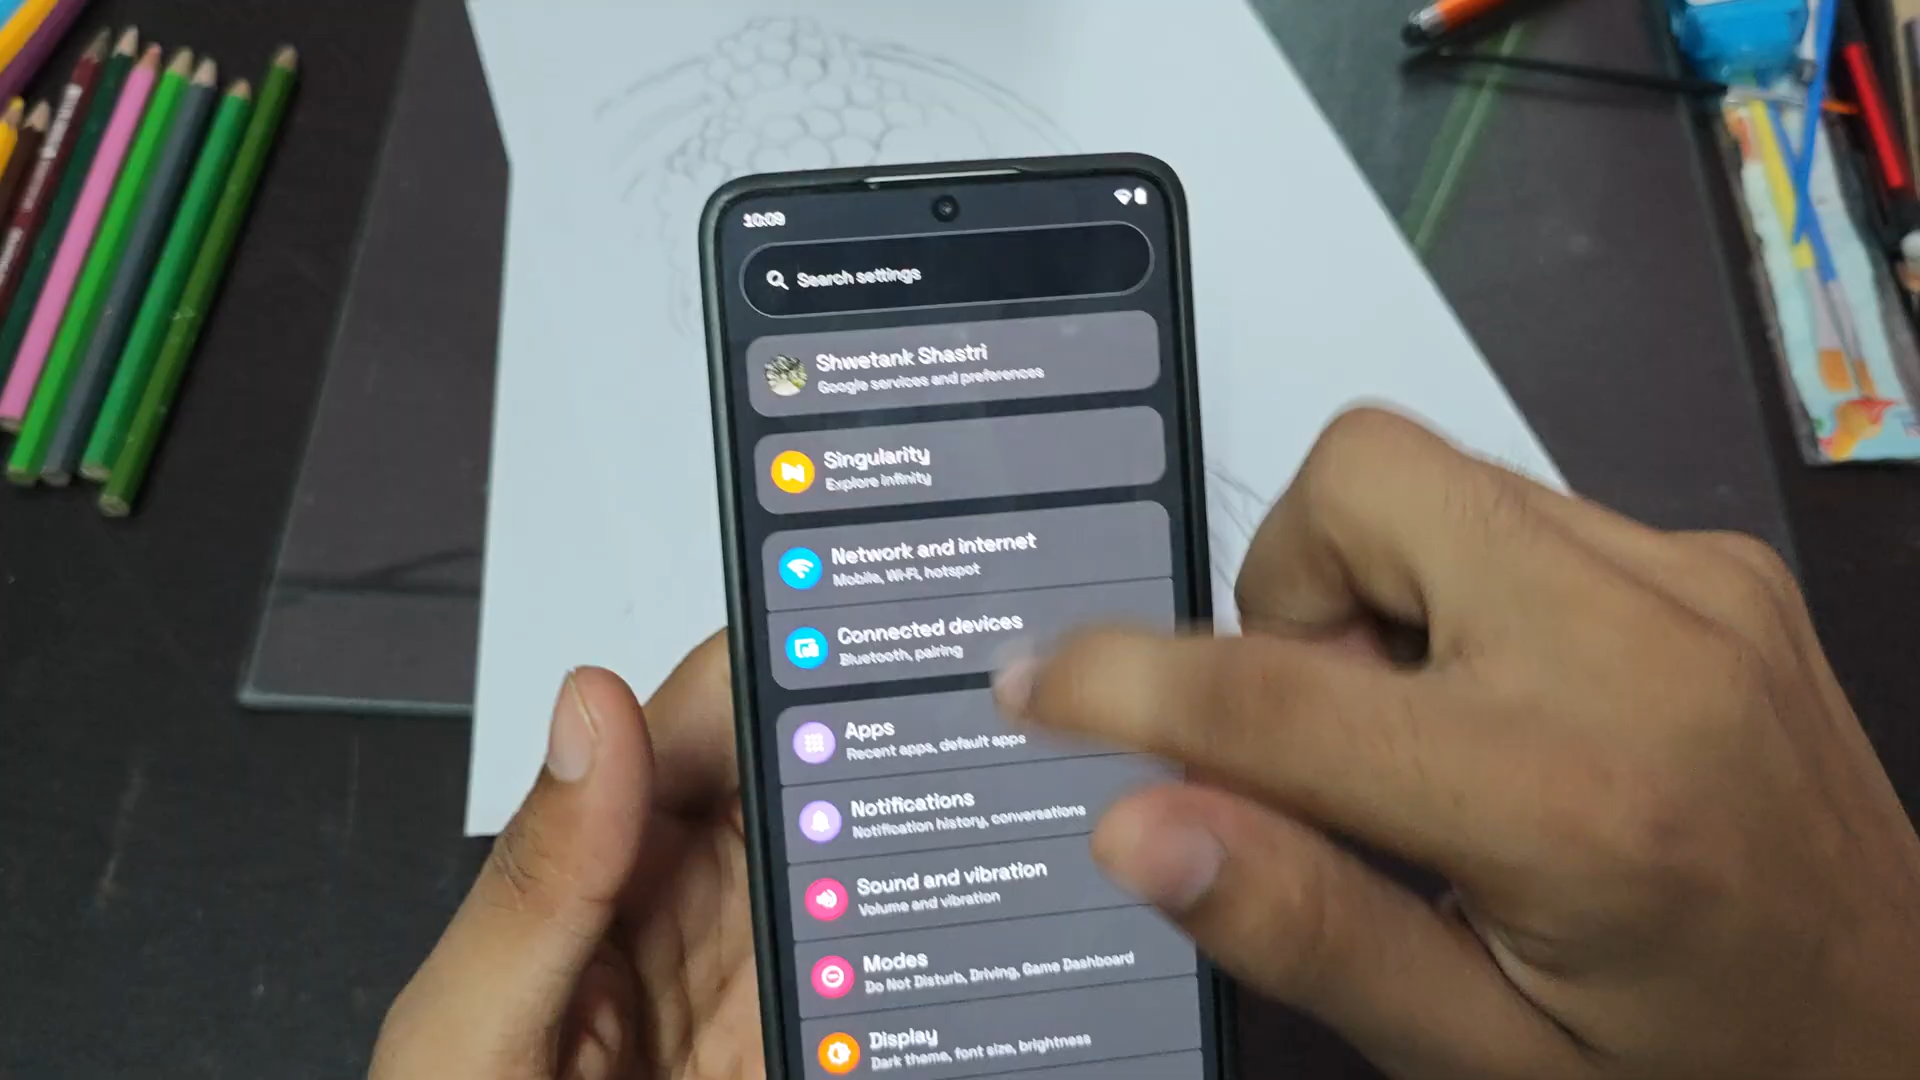 10:09
Search settings
Shwetank Shastri
Google services and preferences
Singularity
Explore infinity
Network and internet
Mobile, Wi-Fi, hotspot
Connected devices
Bluetooth, pairing
Apps
Recent apps, default apps
Notifications
Notification history, conversations
Sound and vibration
Volume and vibration
Modes
Do Not Disturb, Driving, Game Dashboard
Display
Dark theme, font size, brightness